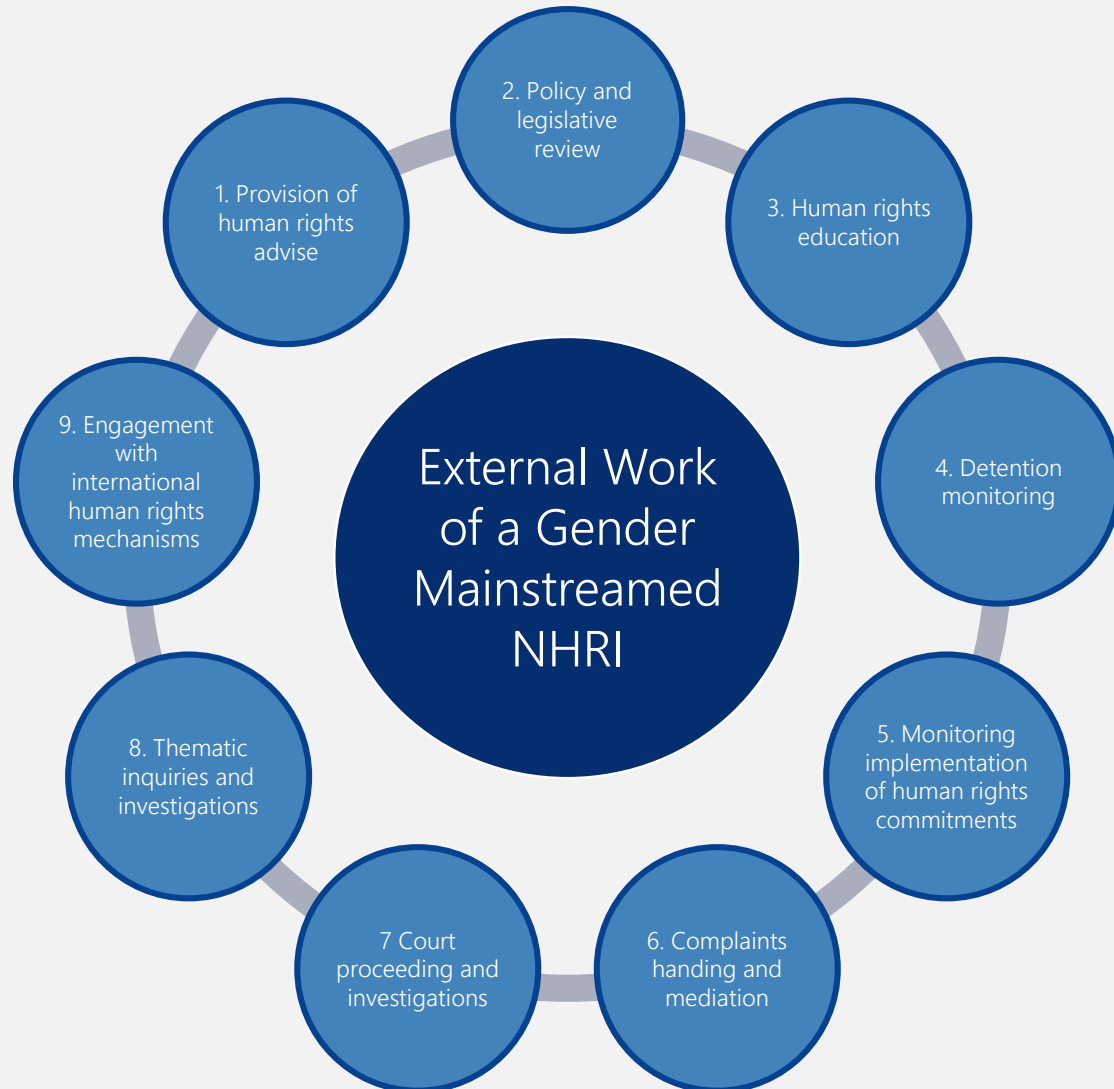 2. Policy and
legislative
review
1. Provision of
human rights
advise
3. Human rights
education
9. Engagement
with
international
human rights
mechanisms
4. Detention
monitoring
External Work
of a Gender
Mainstreamed
NHRI
8. Thematic
inquiries and
investigations
5. Monitoring
implementation
of human rights
commitments
7 Court
proceeding and
investigations
6. Complaints
handing and
mediation